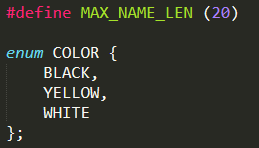 #define MAX_NAME_LEN (20)
enum COLOR {
    BLACK,
    YELLOW,
    WHITE
};